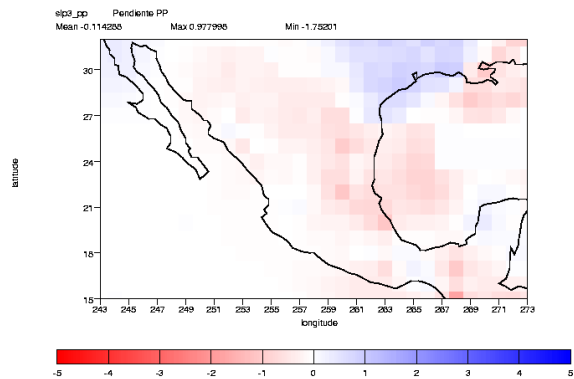 slp3_pp Pendiente PP
Mean -0.114288 Max 0.977998 Min -1.75201
30
27
24
21
18
15
latitude
243 245 247 249 251 253 255 257 259 261 263 265 267 269 271 273
longitude
-5 -4 -3 -2 -1 0 1 2 3 4 5